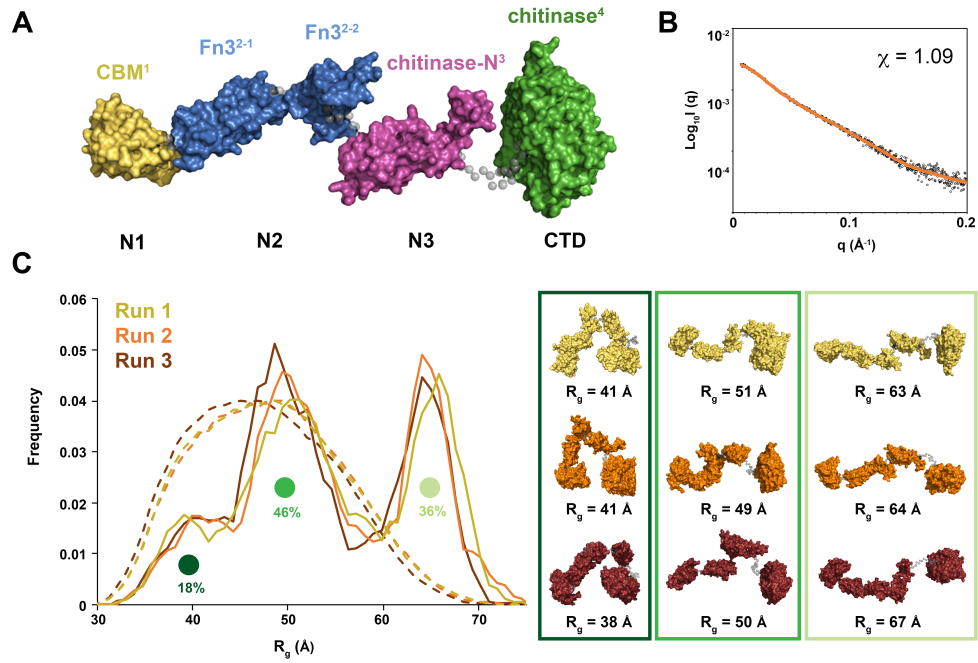 A
CBM¹
Fn3²⁻¹
Fn3²⁻²
chitinase-N³
chitinase⁴
N1
N2
N3
CTD
B
χ = 1.09
Log₁₀I (q)
10⁻²
10⁻³
10⁻⁴
0
0.1
0.2
q (Å⁻¹)
C
Run 1
Run 2
Run 3
Frequency
0.06
0.05
0.04
0.03
0.02
0.01
0
46%
36%
18%
30
40
50
60
70
R_g (Å)
R_g = 41 Å
R_g = 51 Å
R_g = 63 Å
R_g = 41 Å
R_g = 49 Å
R_g = 64 Å
R_g = 38 Å
R_g = 50 Å
R_g = 67 Å